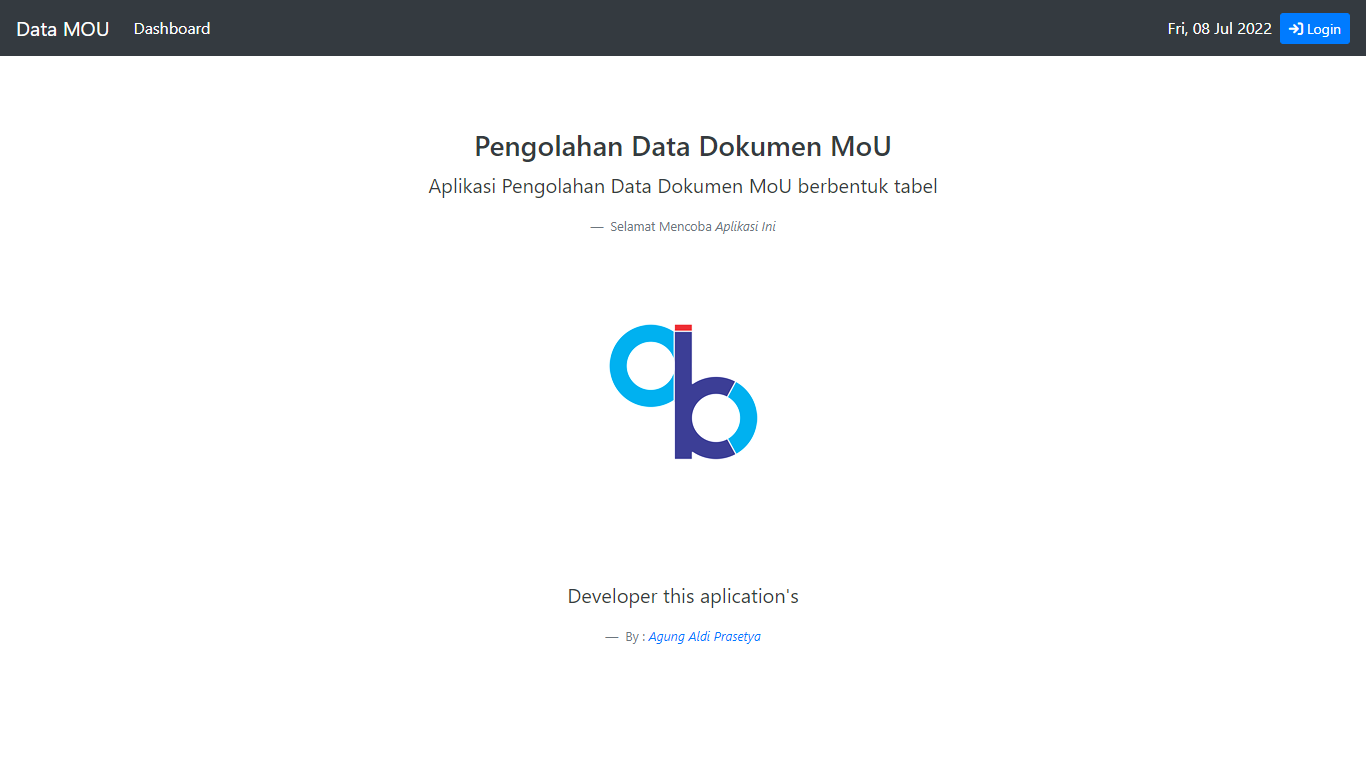 Data MOU Dashboard Fri, 08 Jul 2022 Login
Pengolahan Data Dokumen MoU
Aplikasi Pengolahan Data Dokumen MoU berbentuk tabel
— Selamat Mencoba Aplikasi Ini
Developer this aplication's
— By : Agung Aldi Prasetya